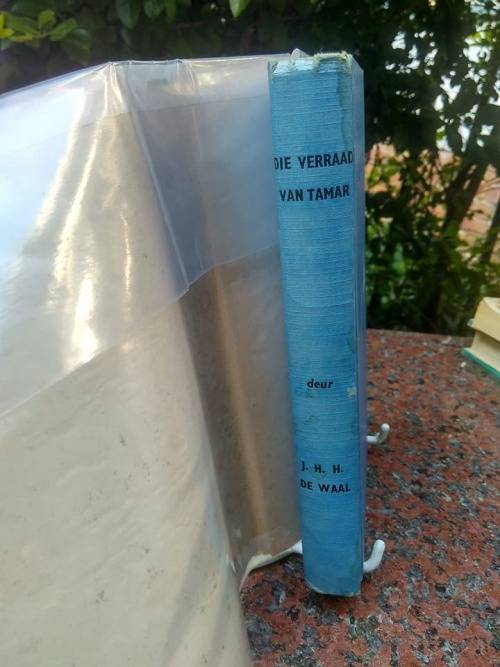 DIE VERRAAD
VAN TAMAR
deur
J. H. H.
DE WAAL